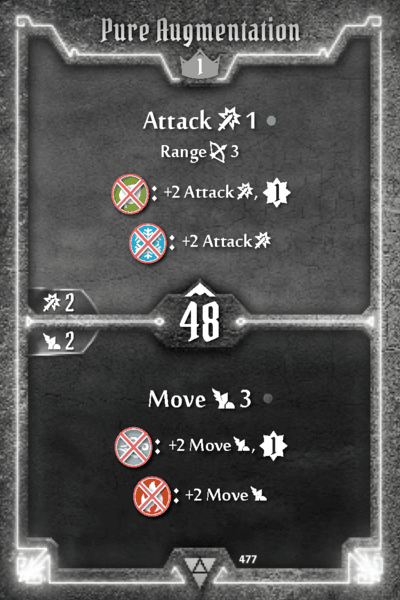 Pure Augmentation
1
Attack 1
Range 3
: +2 Attack, 1
: +2 Attack
2
48
2
Move 3
: +2 Move, 1
: +2 Move
477